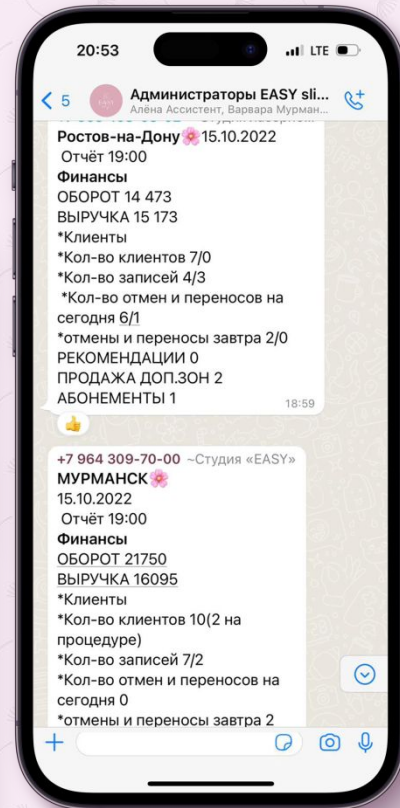 20:53
LTE
5
Администраторы EASY sli...
Алёна Ассистент, Варвара Мурман...
Ростов-на-Дону🌸15.10.2022
Отчёт 19:00
Финансы
ОБОРОТ 14 473
ВЫРУЧКА 15 173
*Клиенты
*Кол-во клиентов 7/0
*Кол-во записей 4/3
*Кол-во отмен и переносов на
сегодня 6/1
*отмены и переносы завтра 2/0
РЕКОМЕНДАЦИИ 0
ПРОДАЖА ДОП.ЗОН 2
АБОНЕМЕНТЫ 1
18:59
👍
+7 964 309-70-00 ~Студия «EASY»
МУРМАНСК🌸
15.10.2022
Отчёт 19:00
Финансы
ОБОРОТ 21750
ВЫРУЧКА 16095
*Клиенты
*Кол-во клиентов 10(2 на
процедуре)
*Кол-во записей 7/2
*Кол-во отмен и переносов на
сегодня 0
*отмены и переносы завтра 2